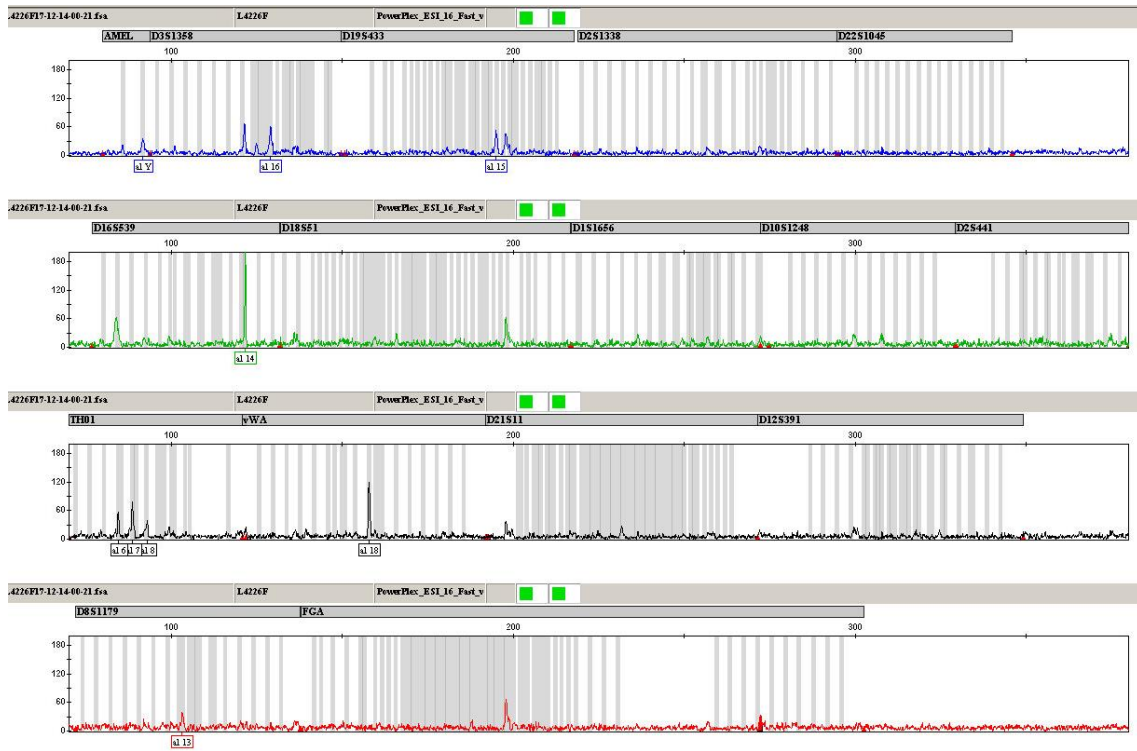 L4226F17-12-14-00-21.fsa L4226F PowerPlex_ESI_16_Fast_v
AMEL D3S1358 D19S433 D2S1338 D22S1045
100 200 300
180
120
60
0
al Y al 16 al 15
L4226F17-12-14-00-21.fsa L4226F PowerPlex_ESI_16_Fast_v
D16S539 D18S51 D1S1656 D10S1248 D2S441
100 200 300
180
120
60
0
al 14
L4226F17-12-14-00-21.fsa L4226F PowerPlex_ESI_16_Fast_v
TH01 vWA D21S11 D12S391
100 200 300
180
120
60
0
al 6 al 7 al 8 al 18
L4226F17-12-14-00-21.fsa L4226F PowerPlex_ESI_16_Fast_v
D8S1179 FGA
100 200 300
180
120
60
0
al 13